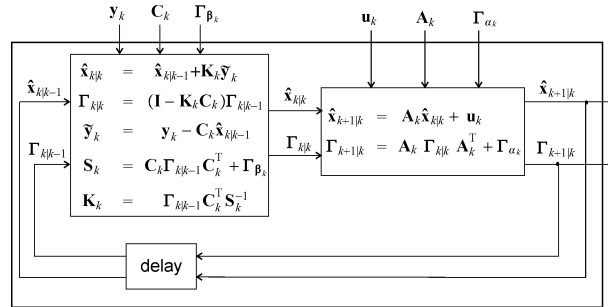 y_k C_k Γ_{β_k} u_k A_k Γ_{α_k}
x̂_{k|k-1}
Γ_{k|k-1}
x̂_{k|k} = x̂_{k|k-1}+K_k ỹ_k
Γ_{k|k} = (I − K_k C_k)Γ_{k|k-1}
ỹ_k = y_k − C_k x̂_{k|k-1}
S_k = C_k Γ_{k|k-1} C_k^T + Γ_{β_k}
K_k = Γ_{k|k-1} C_k^T S_k^{-1}
x̂_{k|k}
Γ_{k|k}
x̂_{k+1|k} = A_k x̂_{k|k} + u_k
Γ_{k+1|k} = A_k Γ_{k|k} A_k^T + Γ_{α_k}
x̂_{k+1|k}
Γ_{k+1|k}
delay